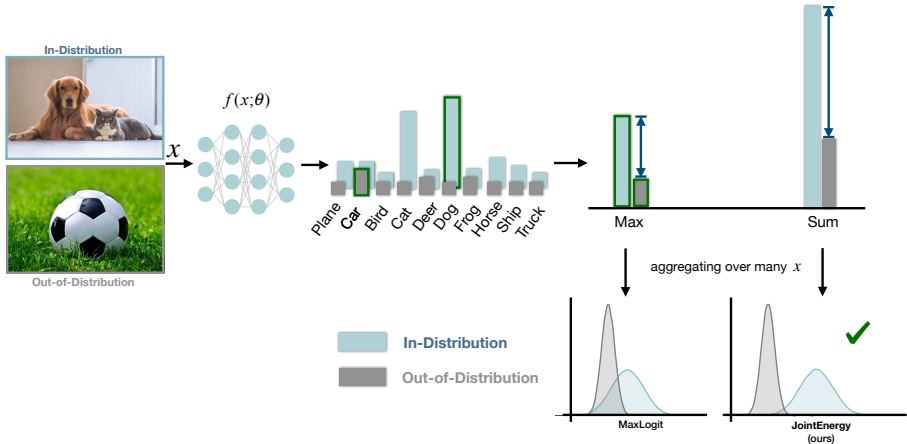 In-Distribution
x
Out-of-Distribution
f(x;θ)
Plane
Car
Bird
Cat
Deer
Dog
Frog
Horse
Ship
Truck
Max
Sum
aggregating over many x
In-Distribution
Out-of-Distribution
MaxLogit
JointEnergy
(ours)